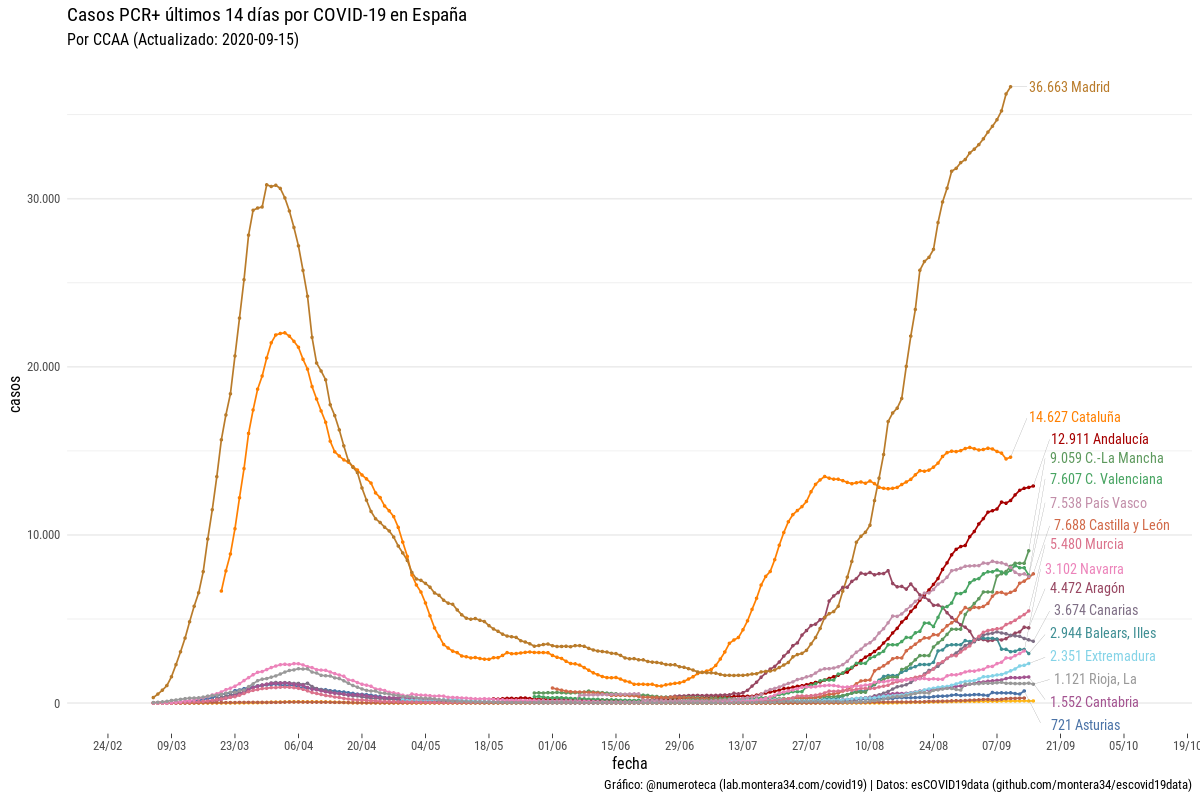 Casos PCR+ últimos 14 días por COVID-19 en España
Por CCAA (Actualizado: 2020-09-15)
36.663 Madrid
30.000
20.000
14.627 Cataluña
12.911 Andalucía
9.059 C.-La Mancha
7.607 C. Valenciana
7.538 País Vasco
7.688 Castilla y León
10.000
5.480 Murcia
3.102 Navarra
4.472 Aragón
3.674 Canarias
2.944 Balears, Illes
2.351 Extremadura
1.121 Rioja, La
1.552 Cantabria
0
721 Asturias
casos
24/02 09/03 23/03 06/04 20/04 04/05 18/05 01/06 15/06 29/06 13/07 27/07 10/08 24/08 07/09 21/09 05/10 19/10
fecha
Gráfico: @numeroteca (lab.montera34.com/covid19) | Datos: esCOVID19data (github.com/montera34/escovid19data)